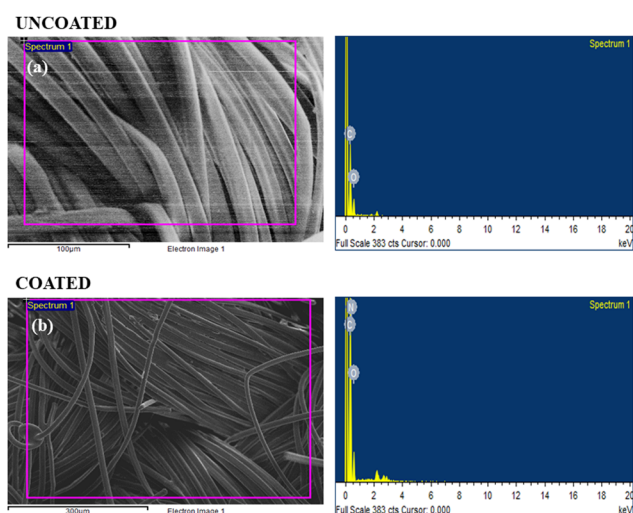 UNCOATED
Spectrum 1
(a)
100µm
Electron Image 1
Spectrum 1
C
O
0 2 4 6 8 10 12 14 16 18 20
Full Scale 383 cts Cursor: 0.000
keV
COATED
Spectrum 1
(b)
300µm
Electron Image 1
Spectrum 1
N
C
O
0 2 4 6 8 10 12 14 16 18 20
Full Scale 383 cts Cursor: 0.000
keV